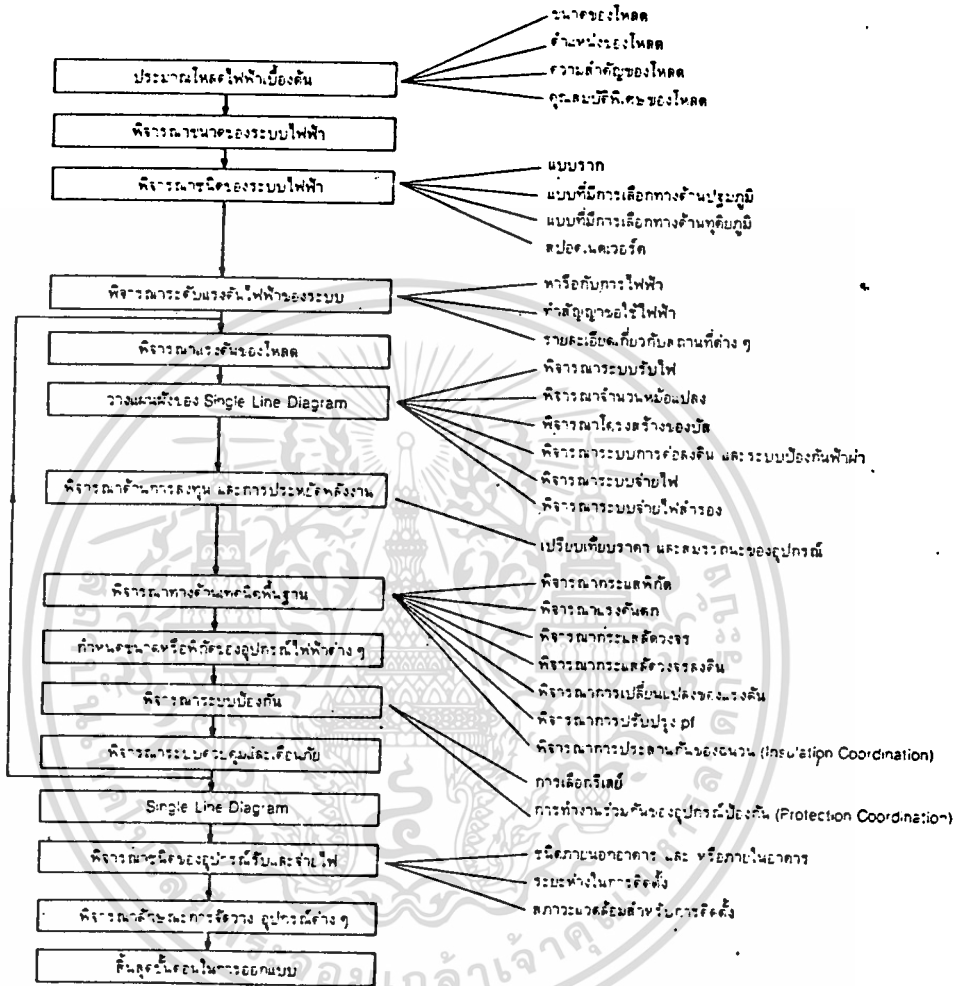 ขนาดของโหลด
ตำแหน่งของโหลด
ความสำคัญของโหลด
คุณสมบัติพิเศษของโหลด
ประมาณโหลดไฟฟ้าเบื้องต้น
พิจารณาขนาดของระบบไฟฟ้า
พิจารณาชนิดของระบบไฟฟ้า
แบบราก
แบบที่มีการเลือกทางด้านปฐมภูมิ
แบบที่มีการเลือกทางด้านทุติยภูมิ
สปอตเนตเวอร์ค
พิจารณาระดับแรงดันไฟฟ้าของระบบ
หารือกับการไฟฟ้า
ทำสัญญาขอใช้ไฟฟ้า
รายละเอียดเกี่ยวกับสถานที่ต่าง ๆ
พิจารณาแรงดันของโหลด
วางแผนผังของ Single Line Diagram
พิจารณาระบบรับไฟ
พิจารณาจำนวนหม้อแปลง
พิจารณาโครงสร้างของบัส
พิจารณาระบบการต่อลงดิน และระบบป้องกันฟ้าผ่า
พิจารณาระบบจ่ายไฟ
พิจารณาระบบจ่ายไฟสำรอง
พิจารณาด้านการลงทุน และการประหยัดพลังงาน
เปรียบเทียบราคา และสมรรถนะของอุปกรณ์
พิจารณาทางด้านเทคนิคพื้นฐาน
พิจารณากระแสพิกัด
พิจารณาแรงดันตก
พิจารณากระแสลัดวงจร
พิจารณากระแสลัดวงจรลงดิน
พิจารณาการเปลี่ยนแปลงของแรงดัน
พิจารณาการปรับปรุง pf
พิจารณาการประสานกันของฉนวน (Insulation Coordination)
กำหนดขนาดหรือพิกัดของอุปกรณ์ไฟฟ้าต่าง ๆ
พิจารณาระบบป้องกัน
การเลือกรีเลย์
การทำงานร่วมกันของอุปกรณ์ป้องกัน (Protection Coordination)
พิจารณาระบบควบคุมและเตือนภัย
Single Line Diagram
พิจารณาชนิดของอุปกรณ์รับและจ่ายไฟ
ชนิดภายนอกอาคาร และ หรือภายในอาคาร
ระยะห่างในการติดตั้ง
สภาวะแวดล้อมสำหรับการติดตั้ง
พิจารณาลักษณะการจัดวาง อุปกรณ์ต่าง ๆ
สิ้นสุดขั้นตอนในการออกแบบ